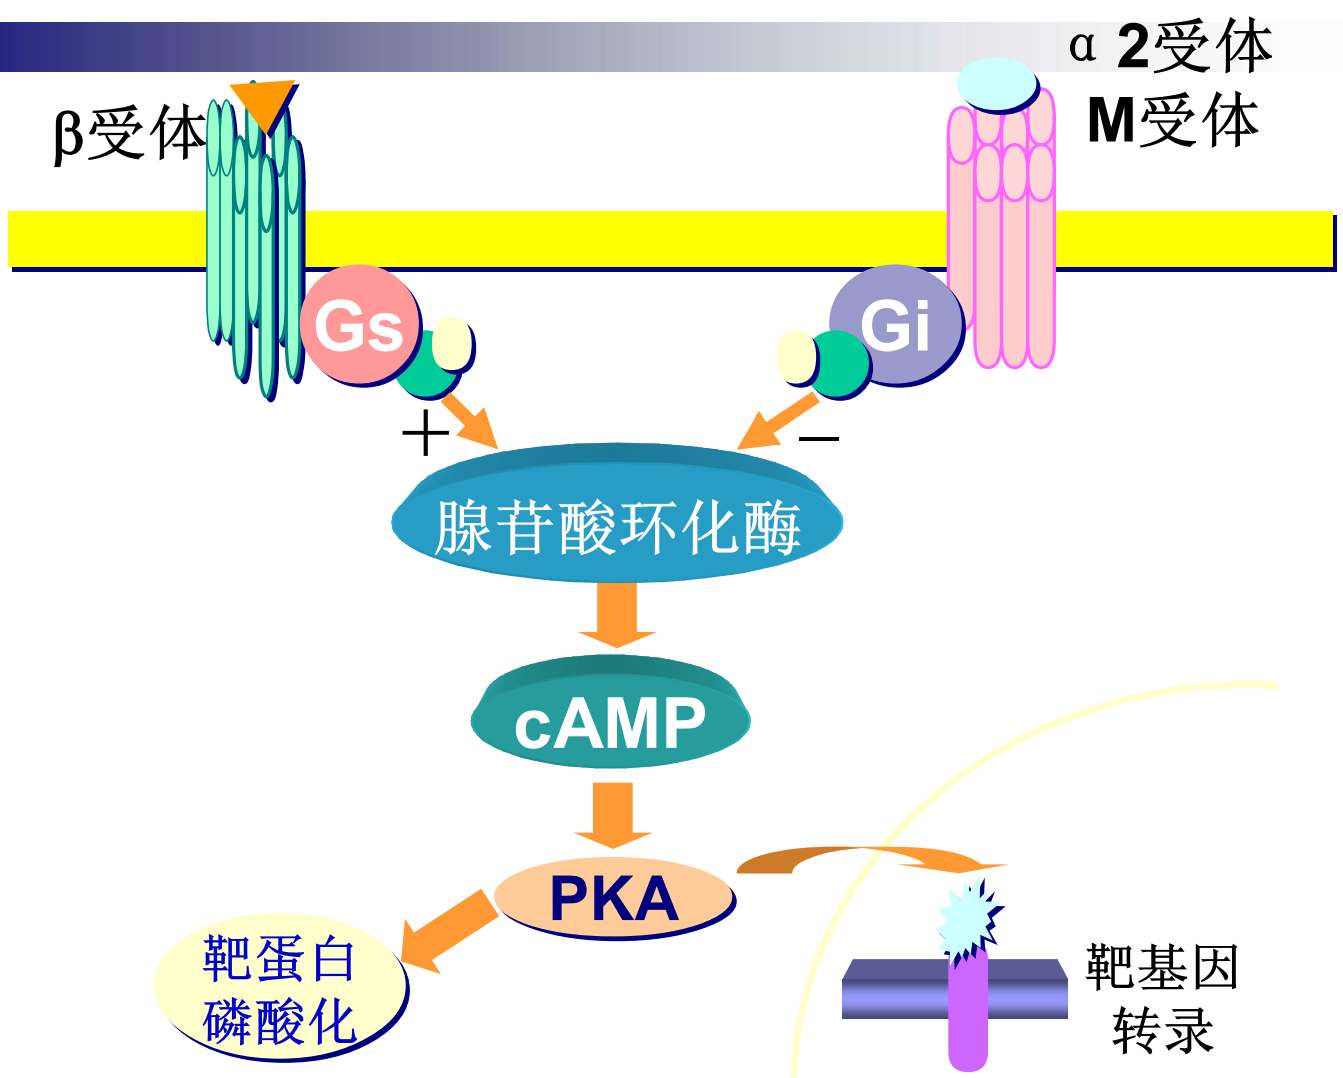 α 2受体
M受体
β受体
Gs
Gi
+
−
腺苷酸环化酶
cAMP
PKA
靶蛋白
磷酸化
靶基因
转录